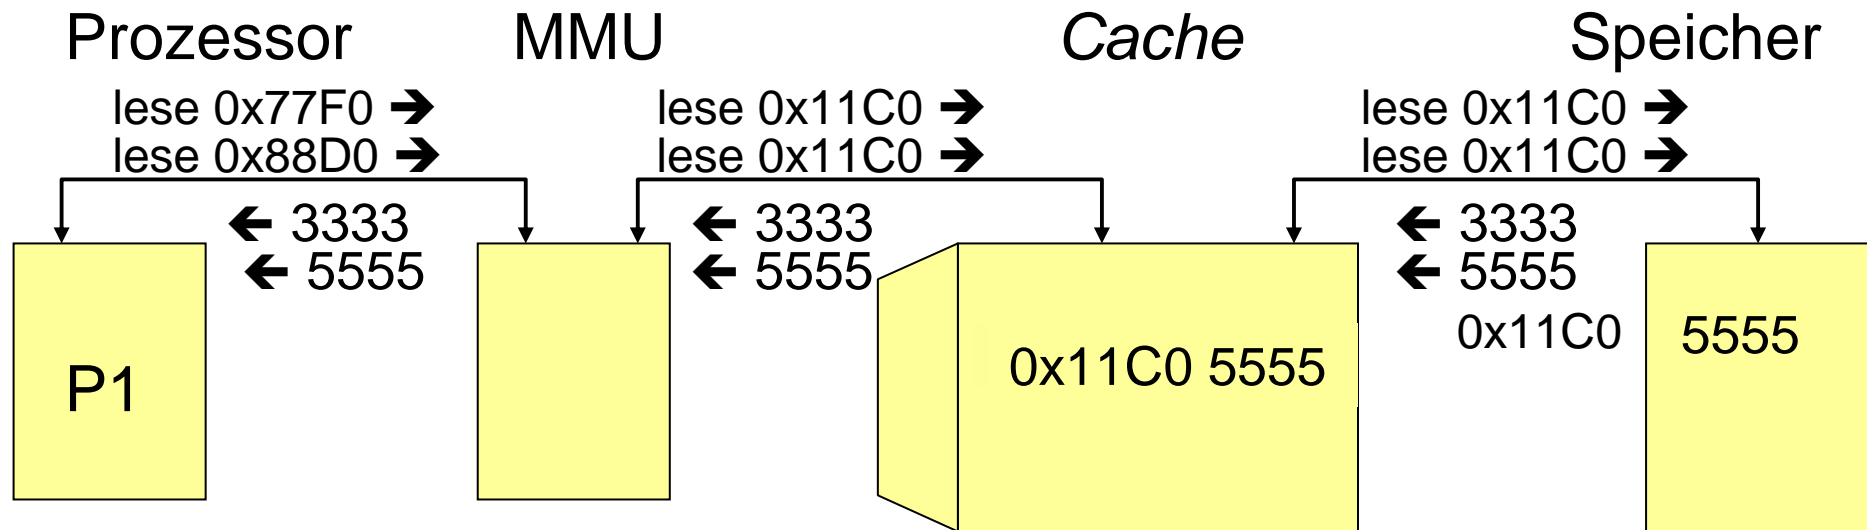 Prozessor MMU Cache Speicher
lese 0x77F0 ➔ lese 0x11C0 ➔ lese 0x11C0 ➔
lese 0x88D0 ➔ lese 0x11C0 ➔ lese 0x11C0 ➔
🡸 3333 🡸 3333 🡸 3333
🡸 5555 🡸 5555 🡸 5555
0x11C0 5555
0x11C0 5555
P1